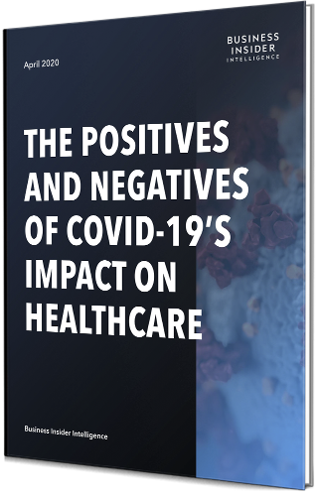 April 2020
BUSINESS
INSIDER
INTELLIGENCE
THE POSITIVES
AND NEGATIVES
OF COVID-19'S
IMPACT ON
HEALTHCARE
Business Insider Intelligence